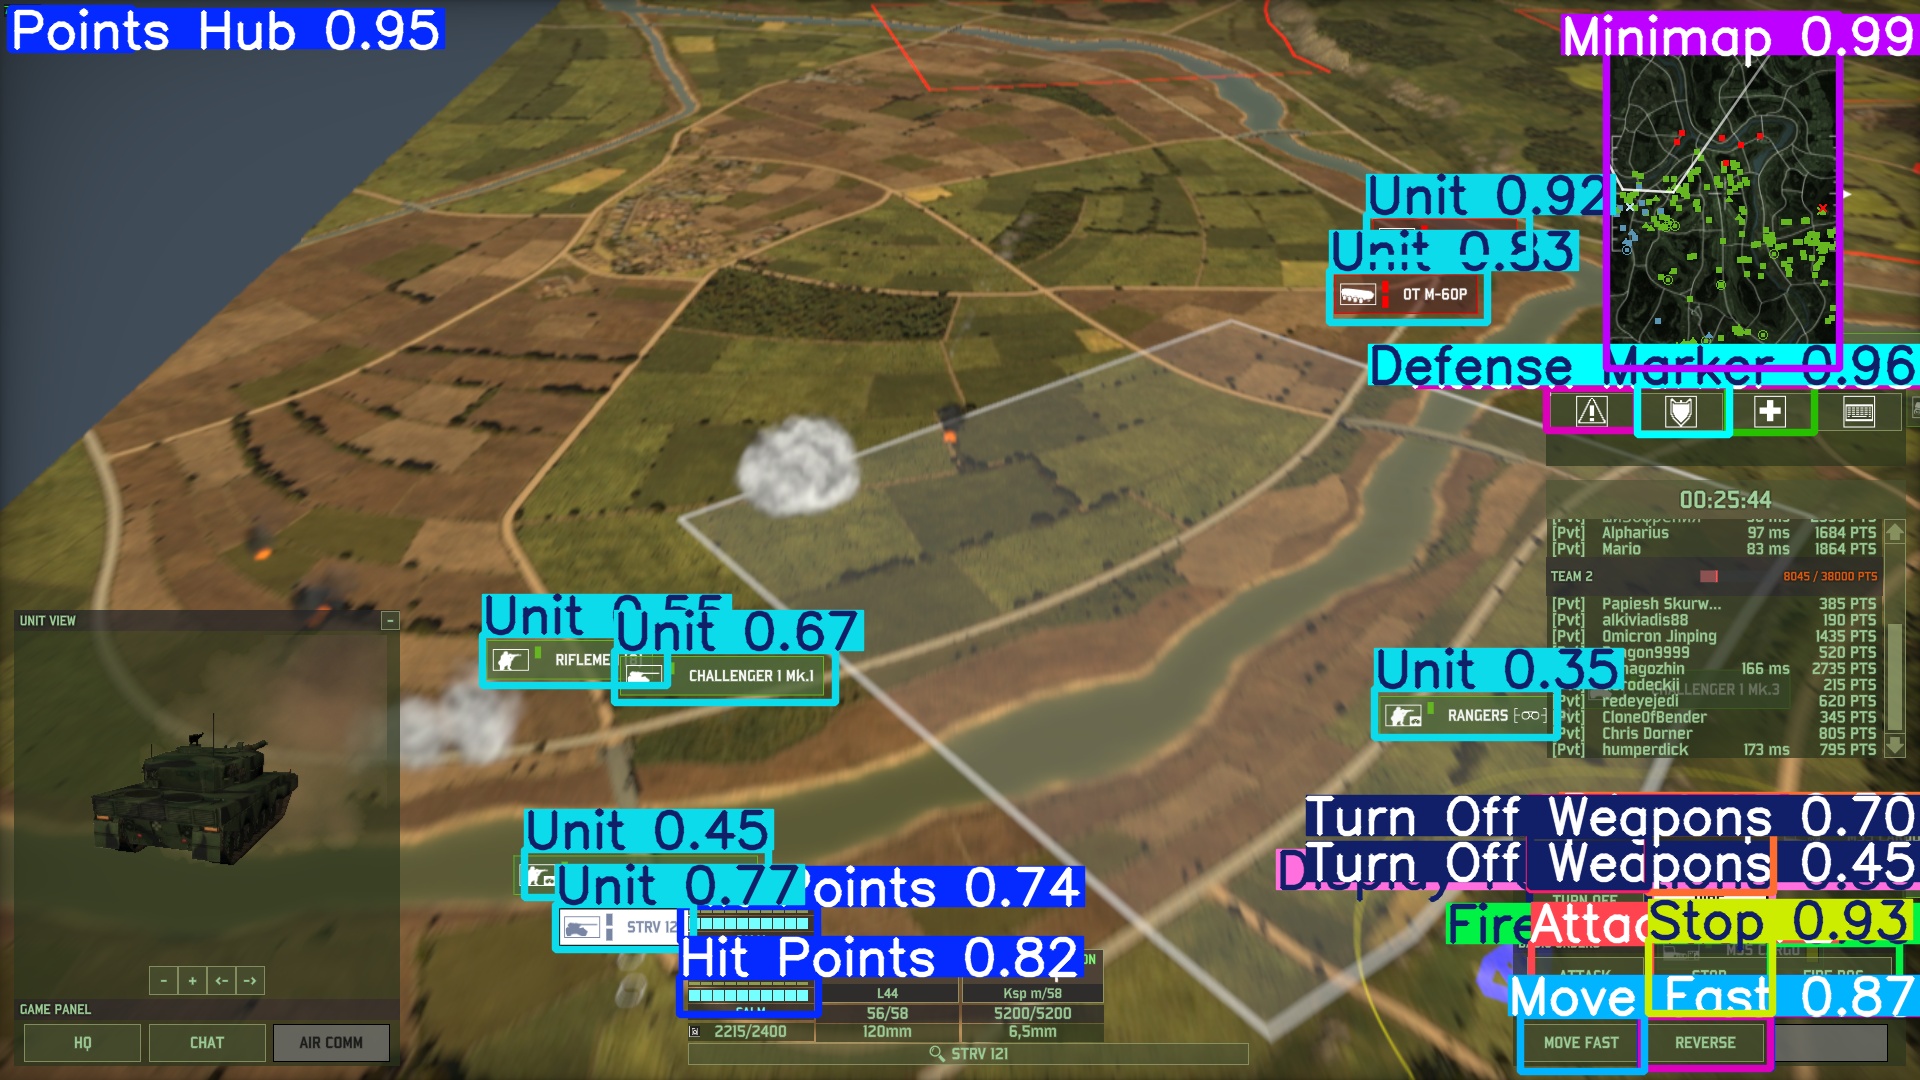 Points Hub 0.95
Minimap 0.99
Unit 0.92
Unit 0.83
OT M-60P
Defense Marker 0.96
00:25:44
[Pvt] Alpharius 97 ms 1684 PTS
[Pvt] Mario 83 ms 1864 PTS
TEAM 2 8045 / 38000 PTS
[Pvt] Papiesh Skurw... 385 PTS
[Pvt] alkiviadis88 190 PTS
[Pvt] Omicron Jinping 1435 PTS
520 PTS
166 ms 2735 PTS
215 PTS
redeyejedi 620 PTS
[Pvt] CloneOfBender 345 PTS
[Pvt] Chris Dorner 805 PTS
[Pvt] humperdick 173 ms 795 PTS
Unit 0.55
Unit 0.67
CHALLENGER 1 Mk.1
Unit 0.35
RANGERS
UNIT VIEW
Unit 0.45
Unit 0.77
STRV 12
Points 0.74
Hit Points 0.82
Turn Off Weapons 0.70
Turn Off Weapons 0.45
Stop 0.93
Move Fast 0.87
L44 Ksp m/58
56/58 5200/5200
2215/2400 120mm 6,5mm
STRV 121
- + <- ->
GAME PANEL
HQ CHAT AIR COMM
MOVE FAST REVERSE